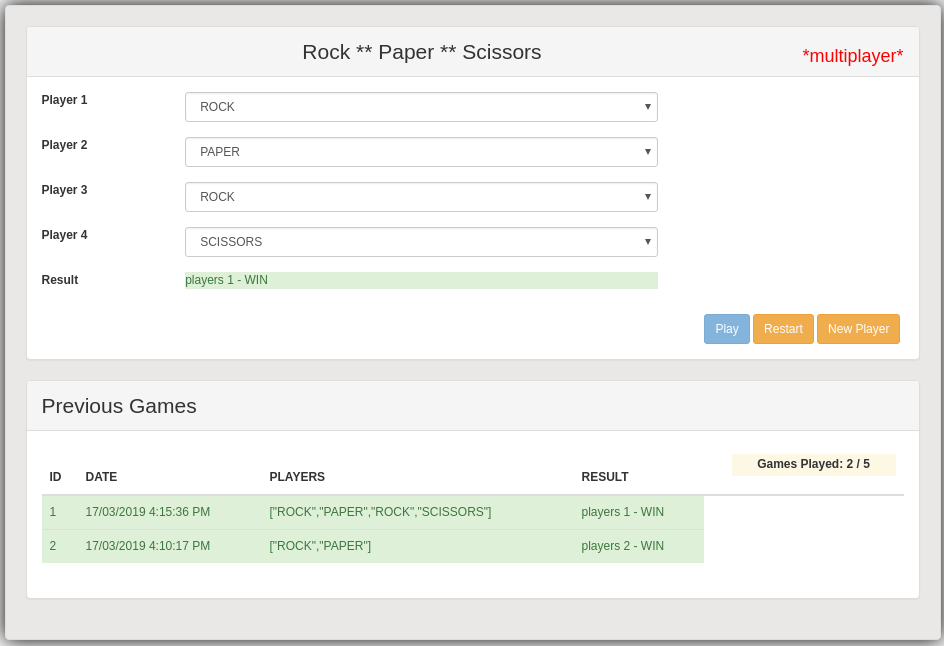 Rock ** Paper ** Scissors
*multiplayer*
Player 1 ROCK
Player 2 PAPER
Player 3 ROCK
Player 4 SCISSORS
Result players 1 - WIN
Play Restart New Player
Previous Games
Games Played: 2 / 5
ID DATE PLAYERS RESULT
1 17/03/2019 4:15:36 PM ["ROCK","PAPER","ROCK","SCISSORS"] players 1 - WIN
2 17/03/2019 4:10:17 PM ["ROCK","PAPER"] players 2 - WIN